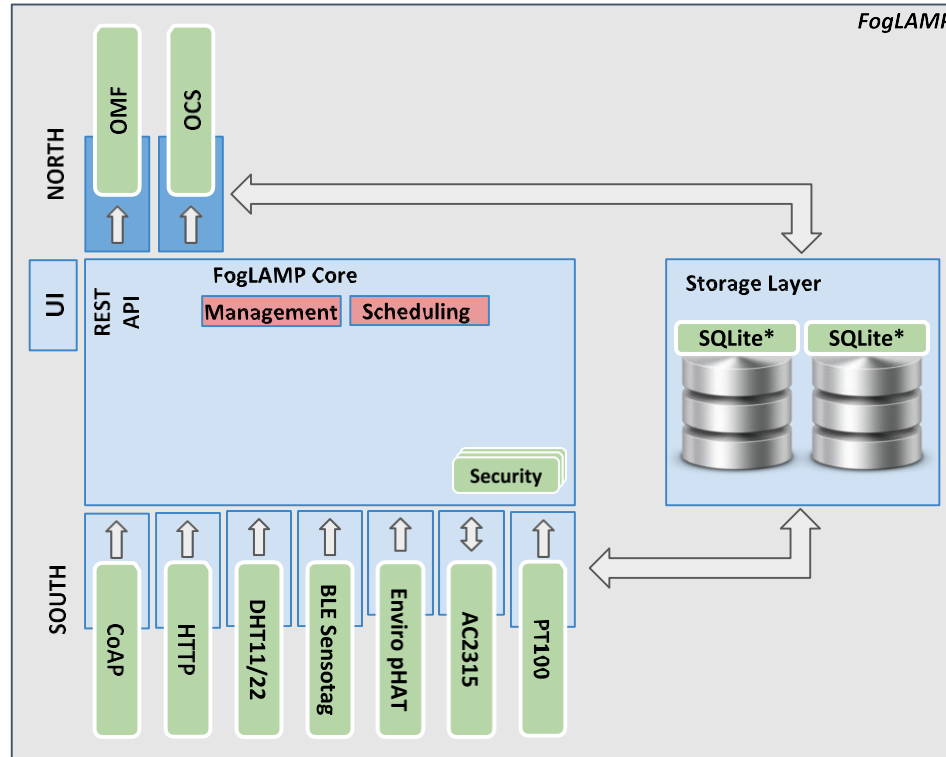 FogLAMP
OMF
OCS
NORTH
UI
REST
API
FogLAMP Core
Management
Scheduling
Security
Storage Layer
SQLite*
SQLite*
SOUTH
CoAP
HTTP
DHT11/22
BLE Sensotag
Enviro pHAT
AC2315
PT100